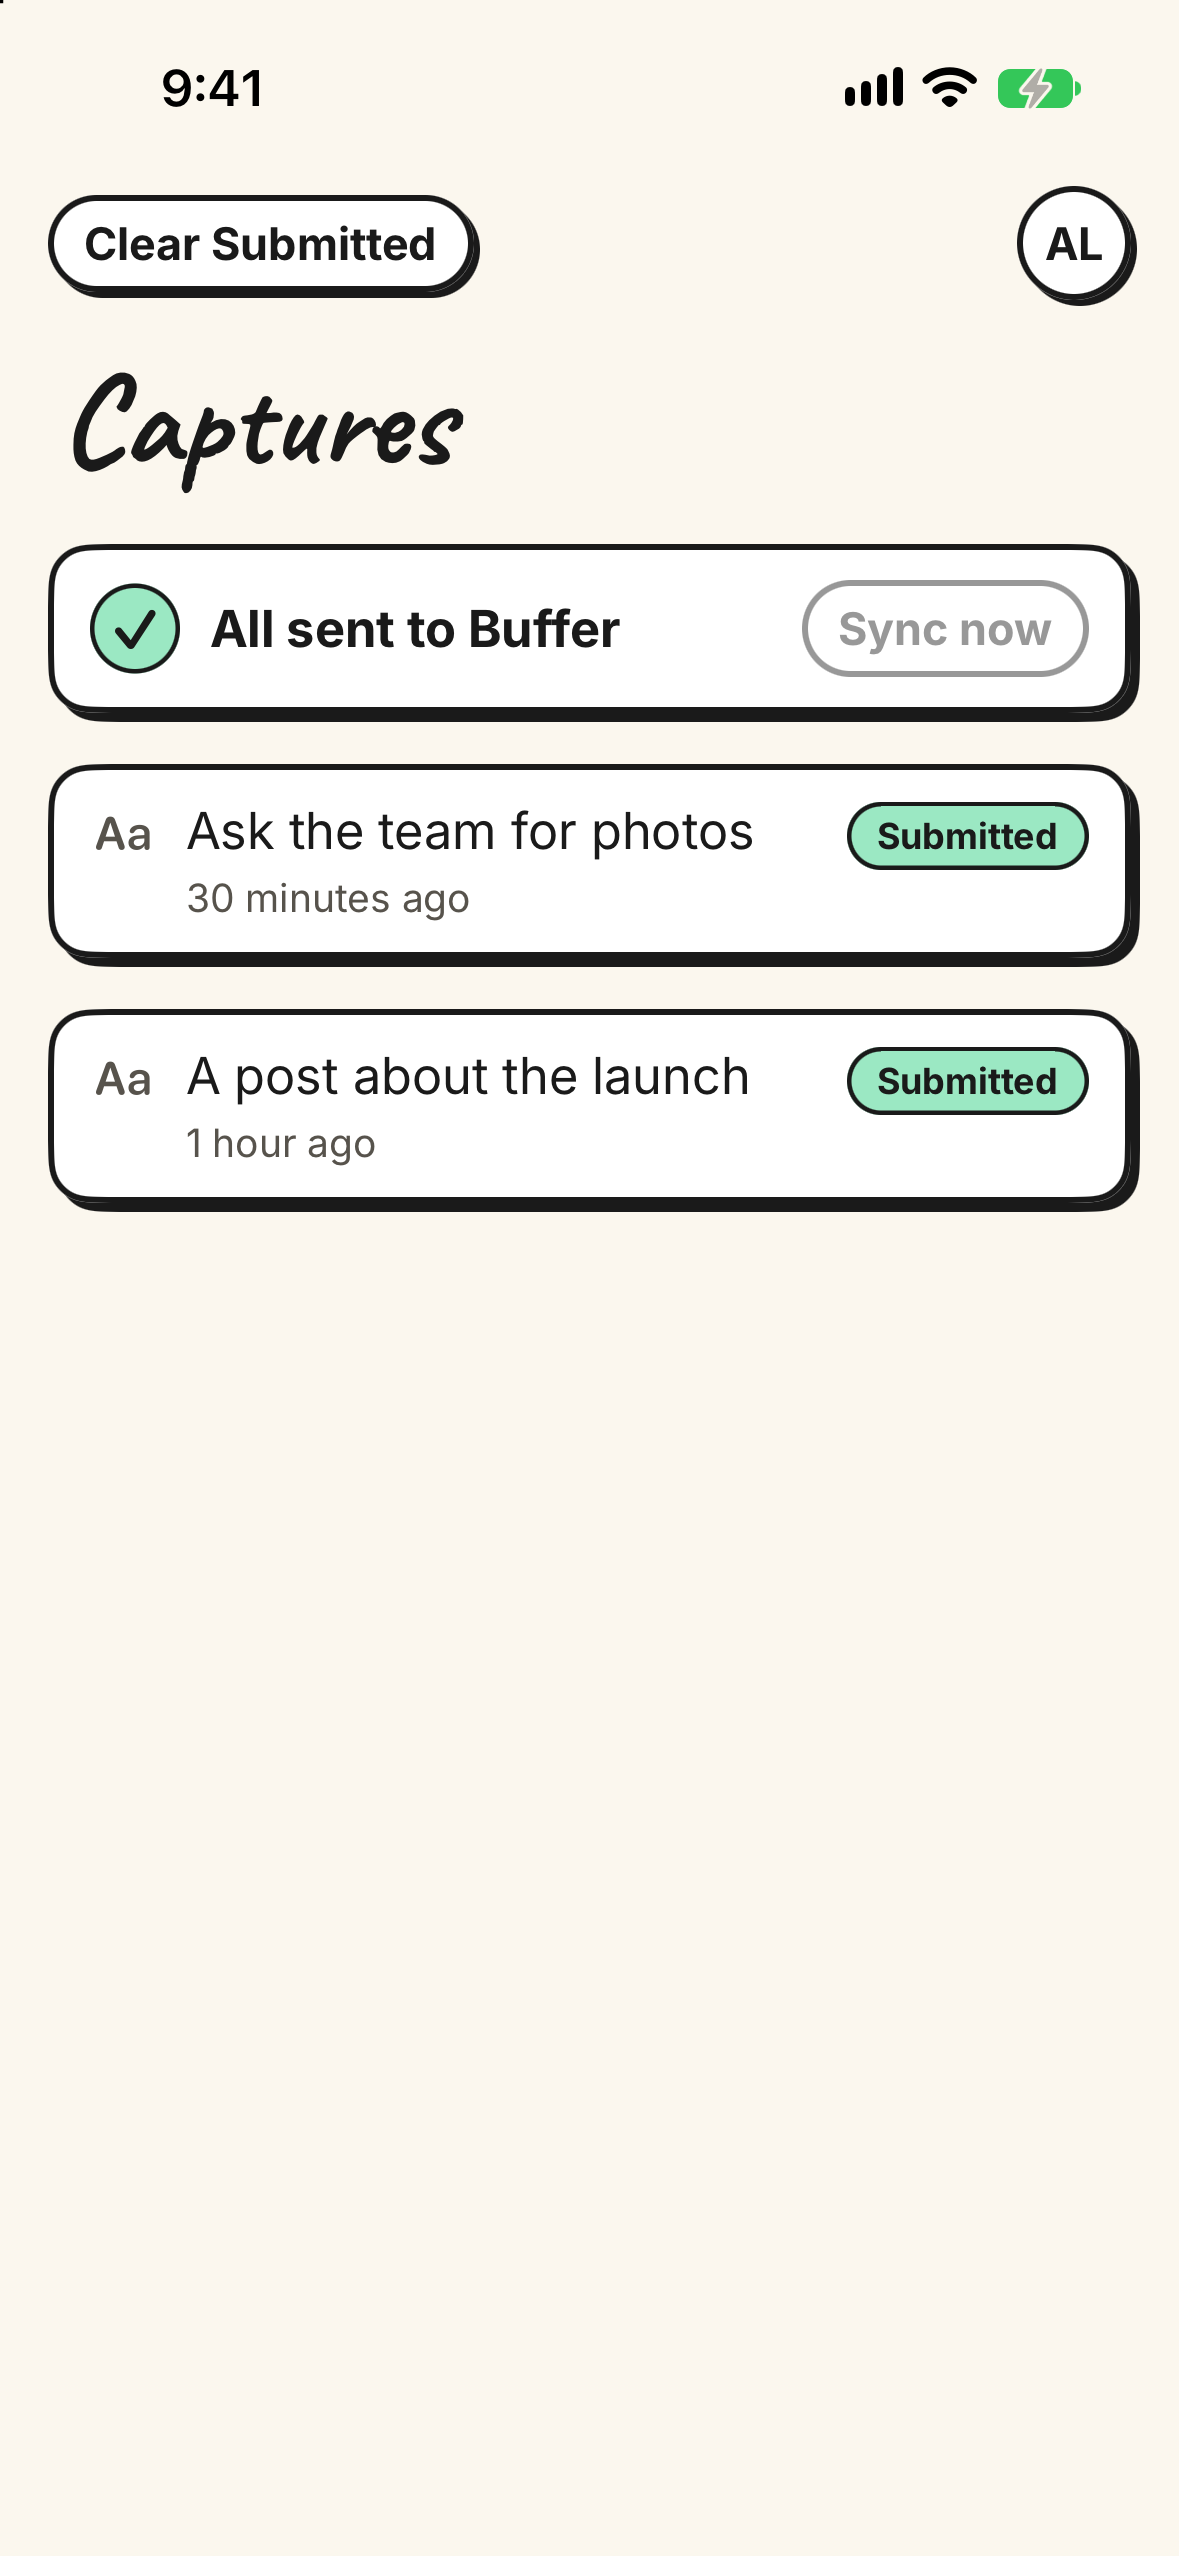 9:41
Clear Submitted
AL
Captures
All sent to Buffer
Sync now
Aa
Ask the team for photos
Submitted
30 minutes ago
Aa
A post about the launch
Submitted
1 hour ago